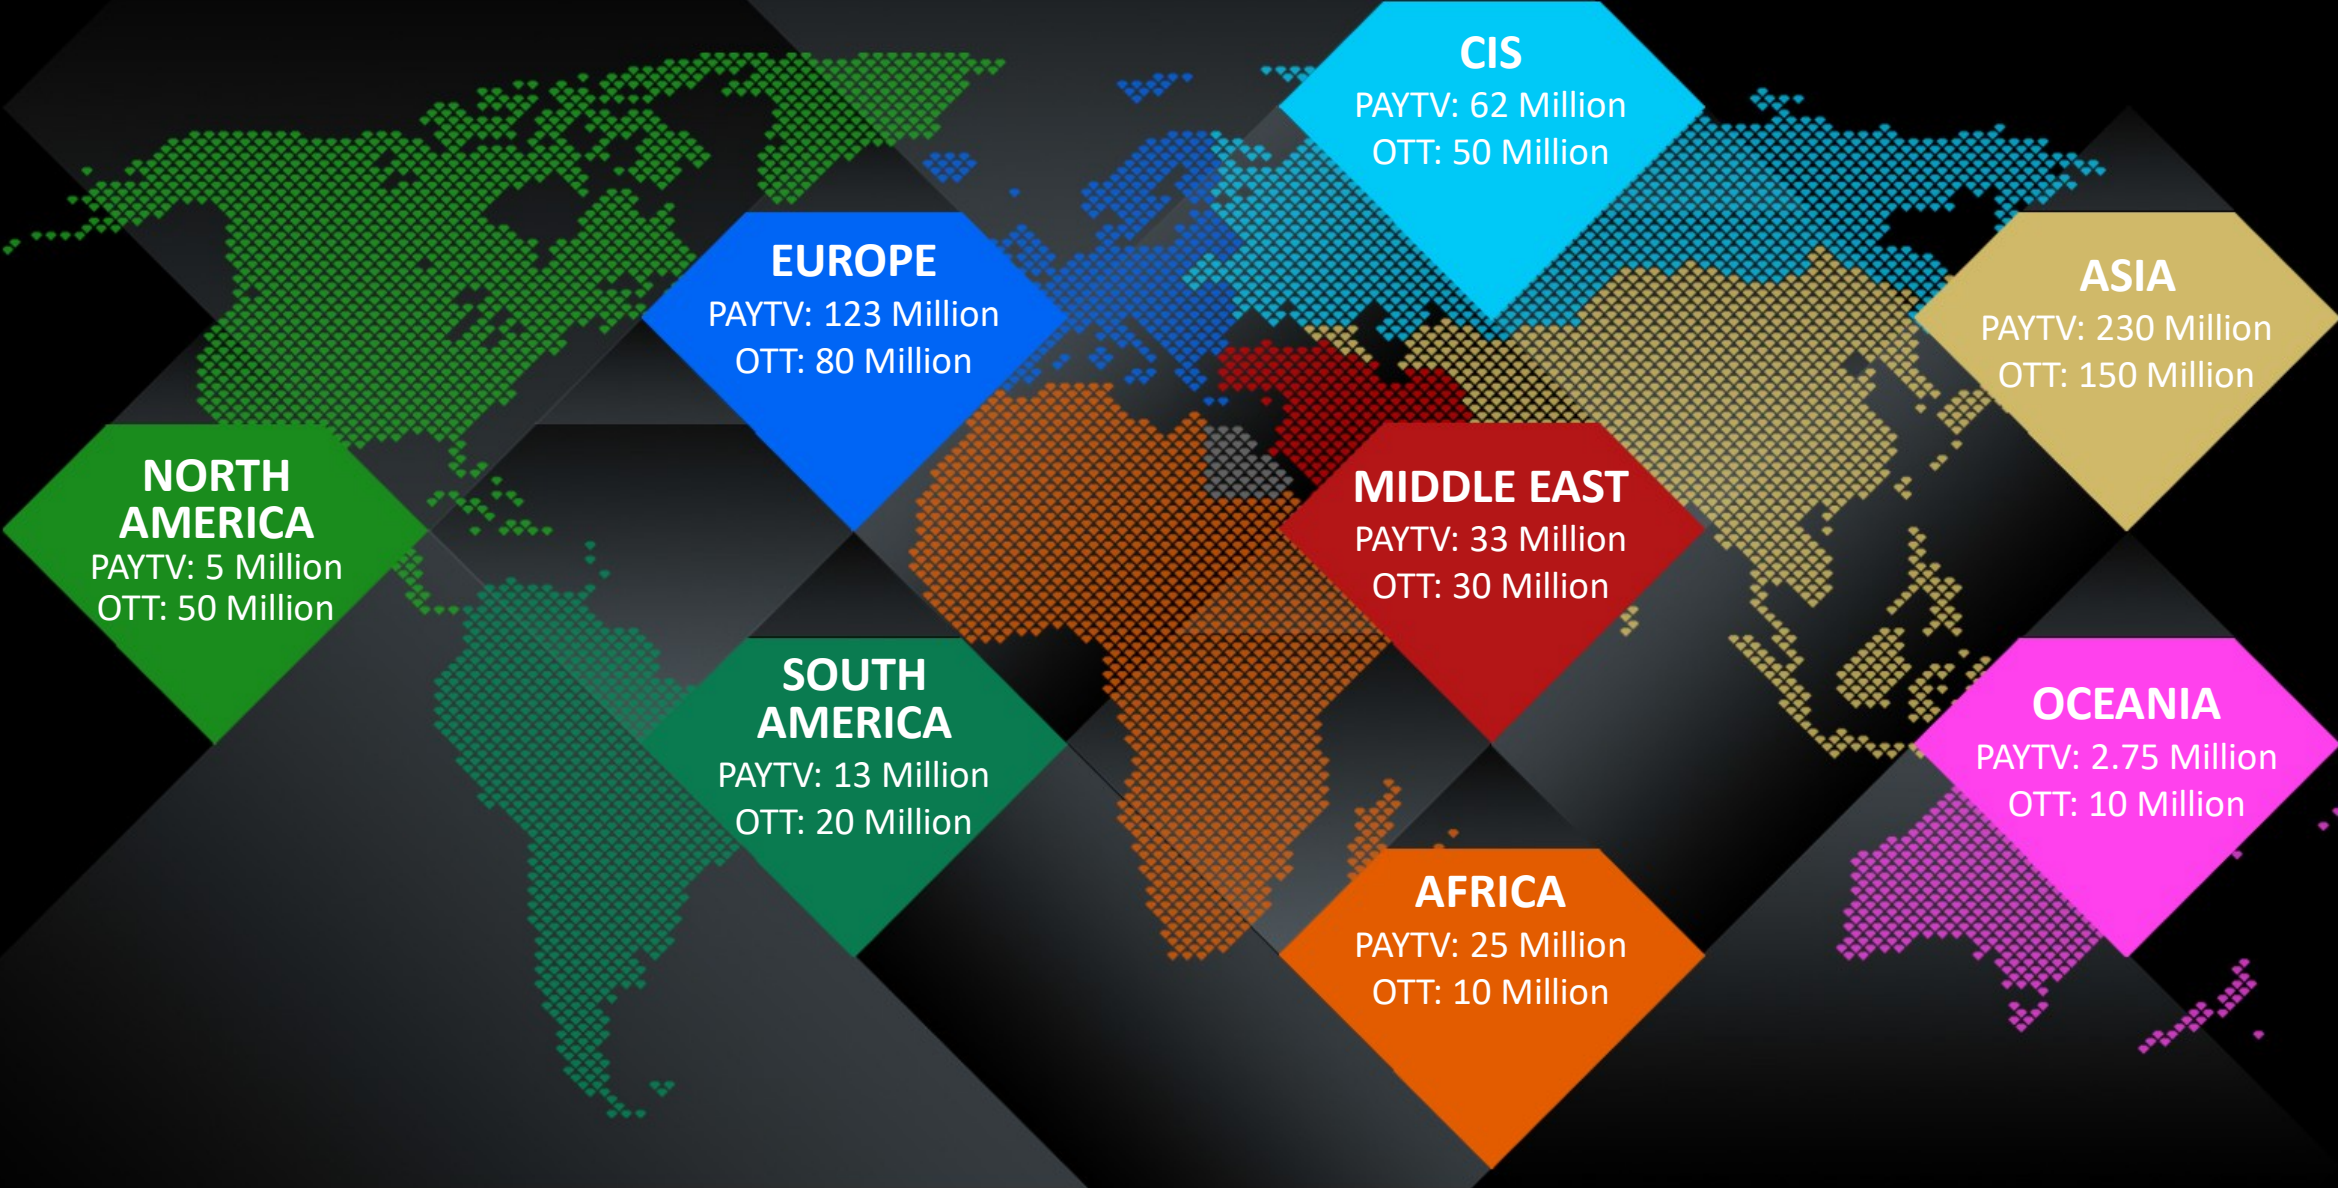 CIS
PAYTV: 62 Million
OTT: 50 Million
EUROPE
PAYTV: 123 Million
OTT: 80 Million
ASIA
PAYTV: 230 Million
OTT: 150 Million
NORTH
AMERICA
PAYTV: 5 Million
OTT: 50 Million
MIDDLE EAST
PAYTV: 33 Million
OTT: 30 Million
SOUTH
AMERICA
PAYTV: 13 Million
OTT: 20 Million
OCEANIA
PAYTV: 2.75 Million
OTT: 10 Million
AFRICA
PAYTV: 25 Million
OTT: 10 Million